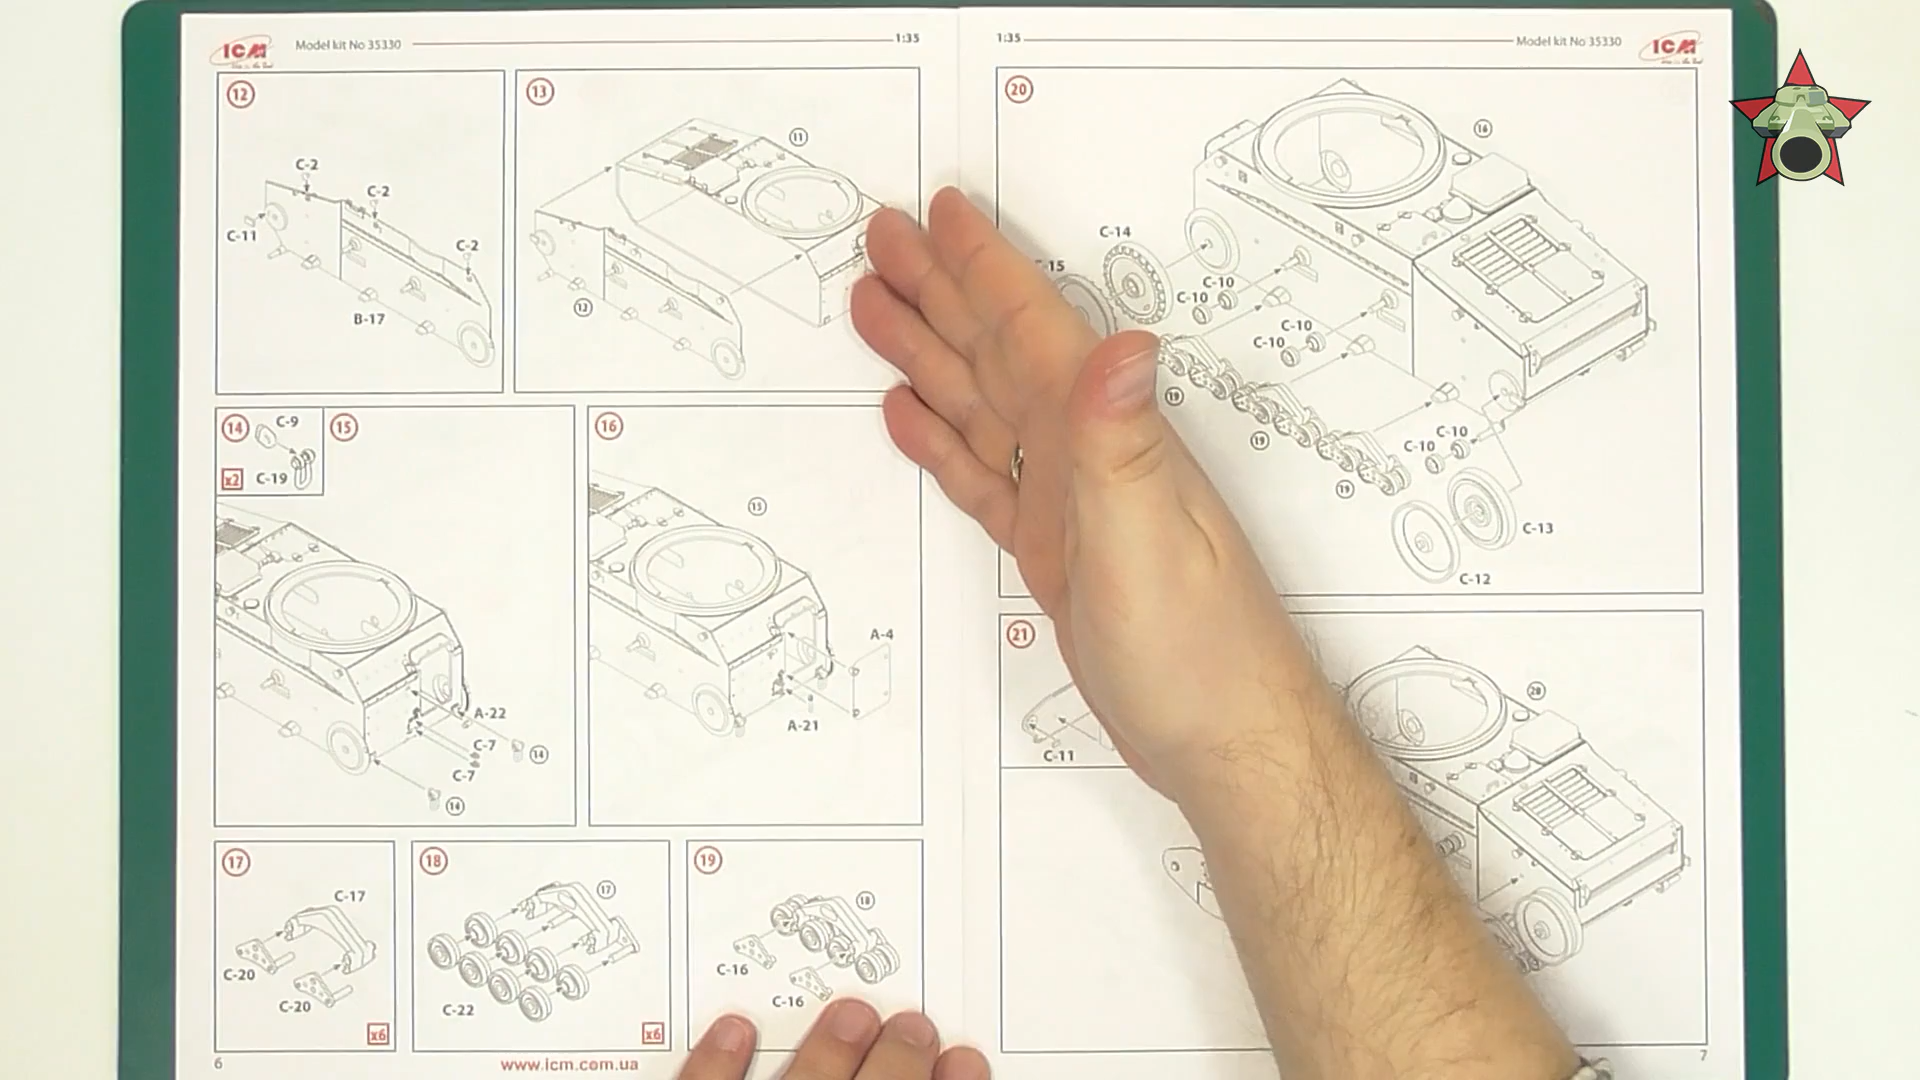 ICM
Model kit No 35330
1:35
12
C-2
C-2
C-2
C-11
B-17
13
11
12
14
C-9
x2
C-19
15
A-22
C-7
C-7
14
14
16
15
A-4
A-21
17
C-17
C-20
C-20
x6
18
17
C-22
x6
19
18
C-16
C-16
6
www.icm.com.ua
1:35
Model kit No 35330
ICM
20
16
C-14
-15
C-10
C-10
C-10
C-10
19
19
19
C-10
C-10
C-13
C-12
21
20
C-11
7